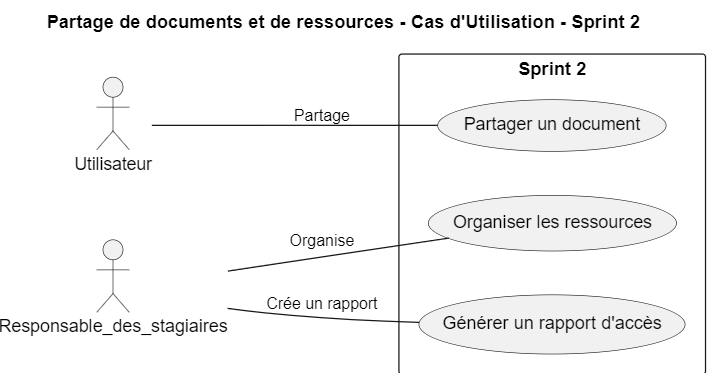 Partage de documents et de ressources - Cas d'Utilisation - Sprint 2
Sprint 2
Partage
Partager un document
Utilisateur
Organiser les ressources
Organise
Crée un rapport
Responsable_des_stagiaires
Générer un rapport d'accès